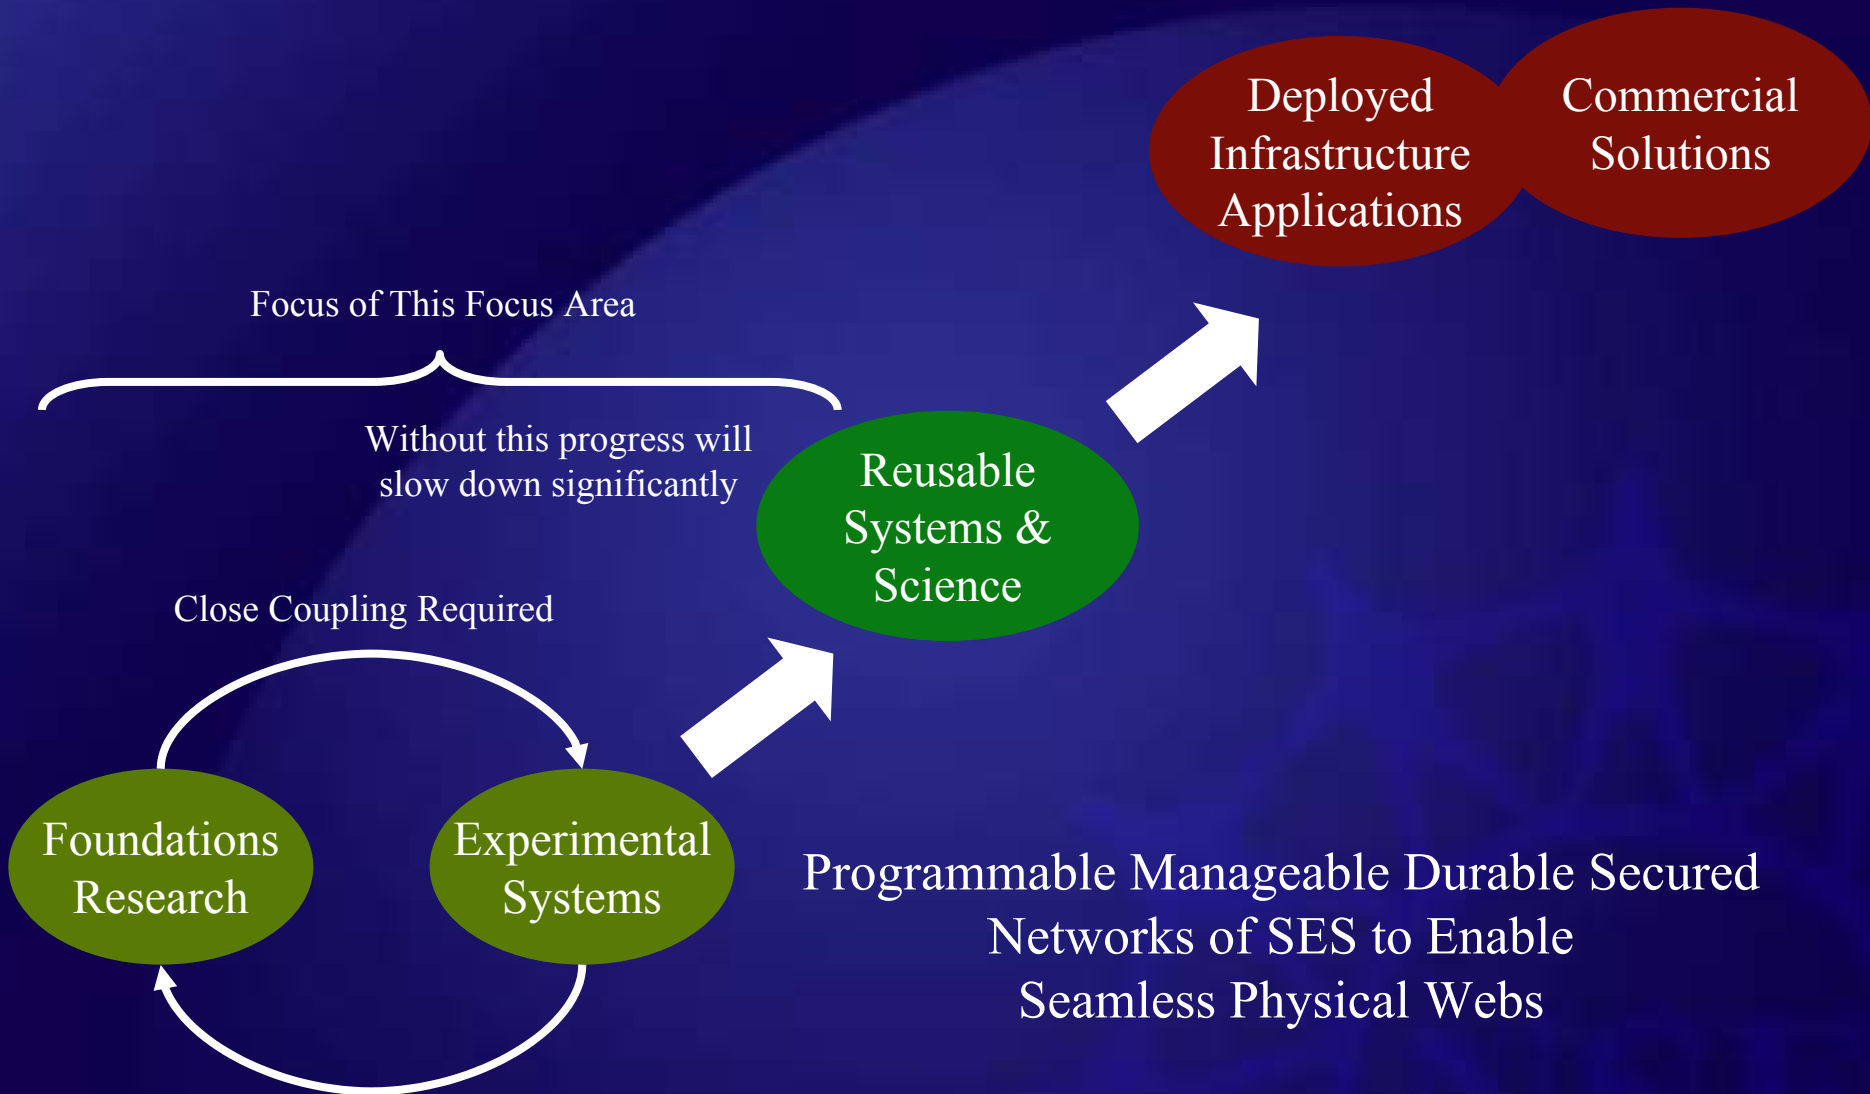 Deployed
Infrastructure
Applications
Commercial
Solutions
Focus of This Focus Area
Without this progress will
slow down significantly
Reusable
Systems &
Science
Close Coupling Required
Foundations
Research
Experimental
Systems
Programmable Manageable Durable Secured
Networks of SES to Enable
Seamless Physical Webs